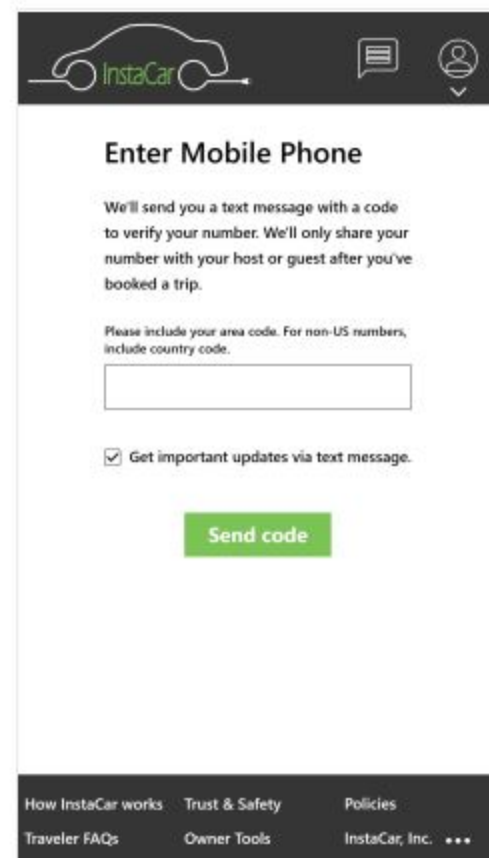 InstaCar
Enter Mobile Phone
We'll send you a text message with a code
to verify your number. We'll only share your
number with your host or guest after you've
booked a trip.
Please include your area code. For non-US numbers,
include country code.
Get important updates via text message.
Send code
How InstaCar works Trust & Safety Policies
Traveler FAQs Owner Tools InstaCar, Inc. •••